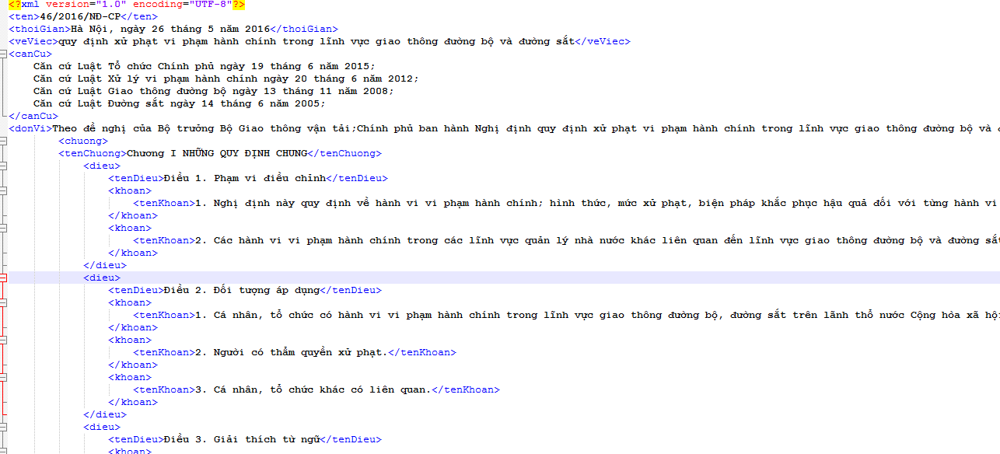 <?xml version="1.0" encoding="UTF-8"?>
<ten>46/2016/NĐ-CP</ten>
<thoiGian>Hà Nội, ngày 26 tháng 5 năm 2016</thoiGian>
<veViec>quy định xử phạt vi phạm hành chính trong lĩnh vực giao thông đường bộ và đường sắt</veViec>
<canCu>
Căn cứ Luật Tổ chức Chính phủ ngày 19 tháng 6 năm 2015;
Căn cứ Luật Xử lý vi phạm hành chính ngày 20 tháng 6 năm 2012;
Căn cứ Luật Giao thông đường bộ ngày 13 tháng 11 năm 2008;
Căn cứ Luật Đường sắt ngày 14 tháng 6 năm 2005;
</canCu>
<donVi>Theo đề nghị của Bộ trưởng Bộ Giao thông vận tải;Chính phủ ban hành Nghị định quy định xử phạt vi phạm hành chính trong lĩnh vực giao thông đường bộ và
<chuong>
<tenChuong>Chương I NHỮNG QUY ĐỊNH CHUNG</tenChuong>
<dieu>
<tenDieu>Điều 1. Phạm vi điều chỉnh</tenDieu>
<khoan>
<tenKhoan>1. Nghị định này quy định về hành vi vi phạm hành chính; hình thức, mức xử phạt, biện pháp khắc phục hậu quả đối với từng hành vi
</khoan>
<khoan>
<tenKhoan>2. Các hành vi vi phạm hành chính trong các lĩnh vực quản lý nhà nước khác liên quan đến lĩnh vực giao thông đường bộ và đường sắt
</khoan>
</dieu>
<dieu>
<tenDieu>Điều 2. Đối tượng áp dụng</tenDieu>
<khoan>
<tenKhoan>1. Cá nhân, tổ chức có hành vi vi phạm hành chính trong lĩnh vực giao thông đường bộ, đường sắt trên lãnh thổ nước Cộng hòa xã hội
</khoan>
<khoan>
<tenKhoan>2. Người có thẩm quyền xử phạt.</tenKhoan>
</khoan>
<khoan>
<tenKhoan>3. Cá nhân, tổ chức khác có liên quan.</tenKhoan>
</khoan>
</dieu>
<dieu>
<tenDieu>Điều 3. Giải thích từ ngữ</tenDieu>
<khoan>